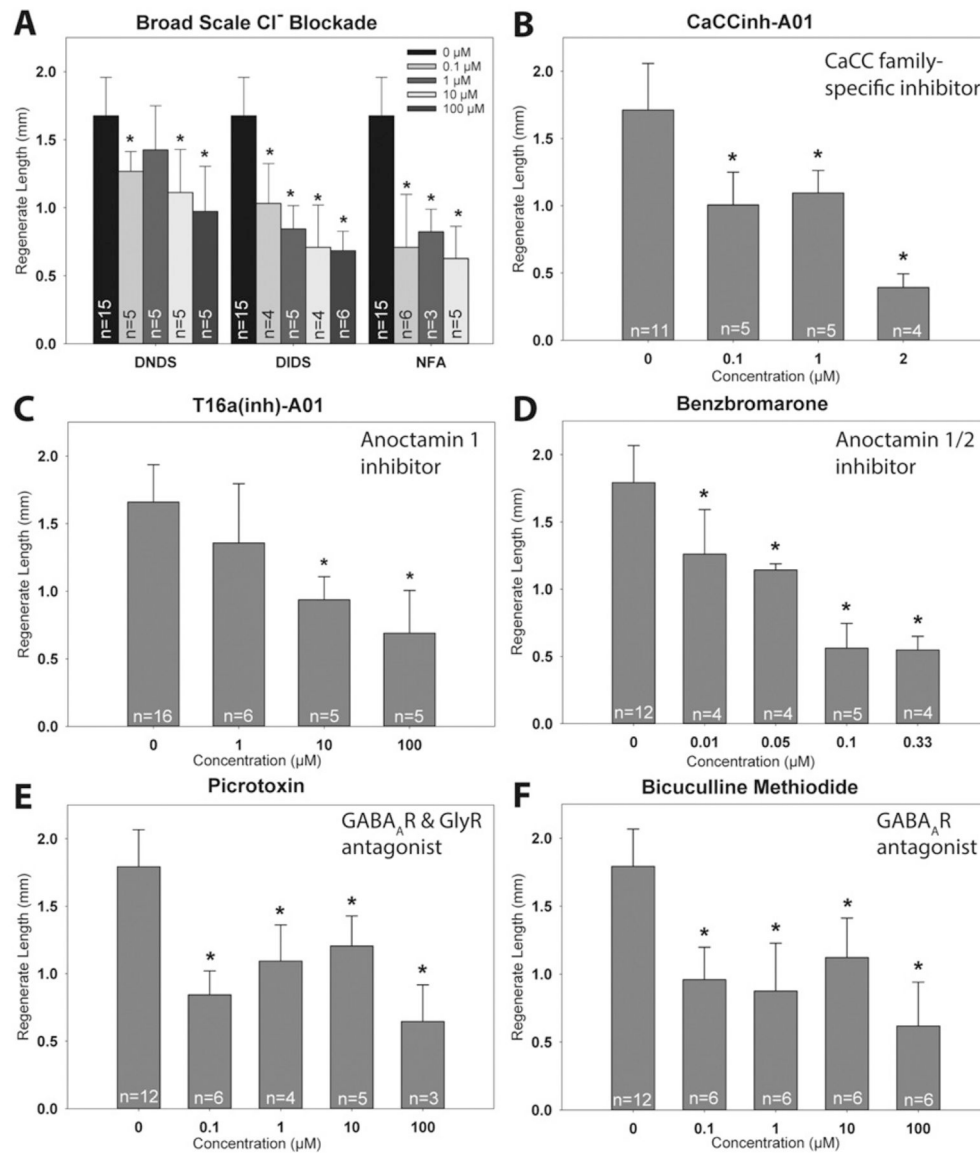 A
Broad Scale Cl⁻ Blockade
Regenerate Length (mm)
2.0
1.5
1.0
0.5
0.0
0 µM
0.1 µM
1 µM
10 µM
100 µM
* * * * * * * * * *
n=15 n=5 n=5 n=5 n=5 n=15 n=4 n=5 n=4 n=6 n=15 n=6 n=3 n=5
DNDS DIDS NFA
B
CaCCinh-A01
CaCC family-
specific inhibitor
Regenerate Length (mm)
2.0
1.5
1.0
0.5
0.0
* * *
n=11 n=5 n=5 n=4
0 0.1 1 2
Concentration (µM)
C
T16a(inh)-A01
Anoctamin 1
inhibitor
Regenerate Length (mm)
2.0
1.5
1.0
0.5
0.0
* *
n=16 n=6 n=5 n=5
0 1 10 100
Concentration (µM)
D
Benzbromarone
Anoctamin 1/2
inhibitor
Regenerate Length (mm)
2.0
1.5
1.0
0.5
0.0
* * * *
n=12 n=4 n=4 n=5 n=4
0 0.01 0.05 0.1 0.33
Concentration (µM)
E
Picrotoxin
GABA_AR & GlyR
antagonist
Regenerate Length (mm)
2.0
1.5
1.0
0.5
0.0
* * * *
n=12 n=6 n=4 n=5 n=3
0 0.1 1 10 100
Concentration (µM)
F
Bicuculline Methiodide
GABA_AR
antagonist
Regenerate Length (mm)
2.0
1.5
1.0
0.5
0.0
* * * *
n=12 n=6 n=6 n=6 n=6
0 0.1 1 10 100
Concentration (µM)